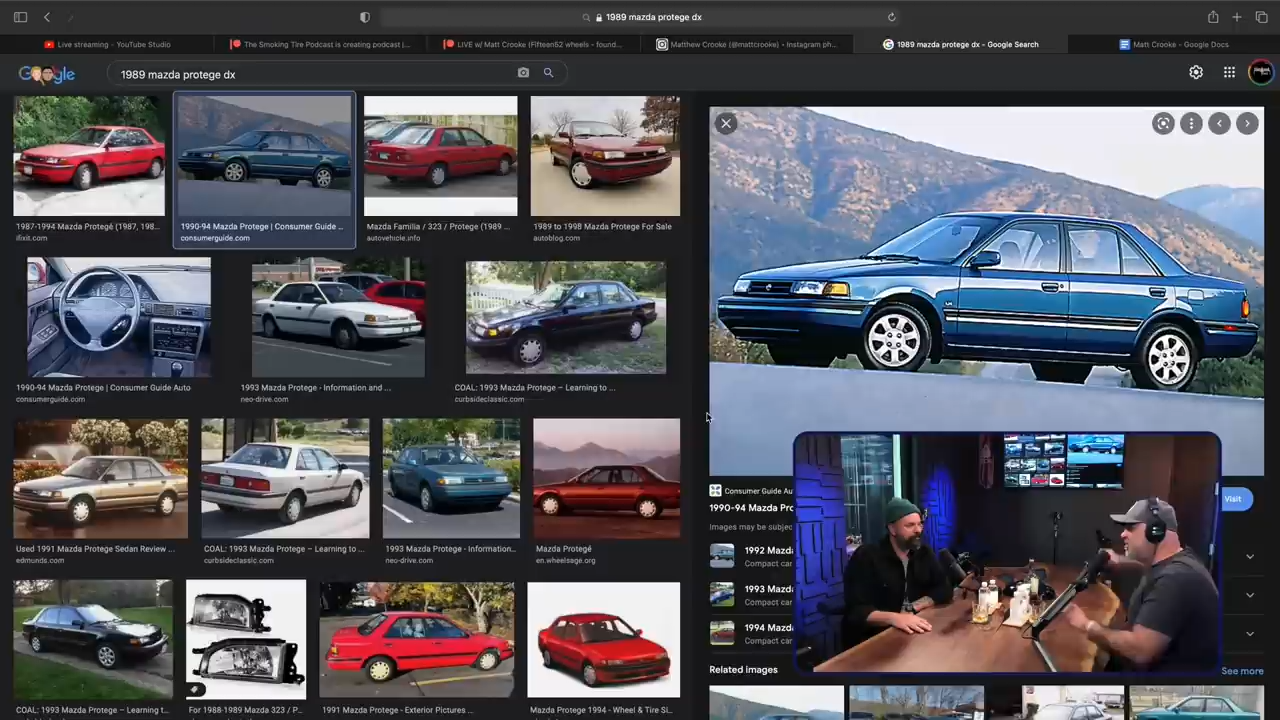 1989 mazda protege dx
Live streaming - YouTube Studio
The Smoking Tire Podcast is creating podcast |...
LIVE w/ Matt Crooke (Fifteen52 wheels - found...
Matthew Crooke (@mattcrooke) • Instagram ph...
1989 mazda protege dx - Google Search
Matt Crooke - Google Docs
1989 mazda protege dx
1987-1994 Mazda Protegé (1987, 198...
ifixit.com
1990-94 Mazda Protege | Consumer Guide ...
consumerguide.com
Mazda Familia / 323 / Protege (1989 ...
autovehicle.info
1989 to 1998 Mazda Protege For Sale
autoblog.com
1990-94 Mazda Protege | Consumer Guide Auto
consumerguide.com
1993 Mazda Protege - Information and ...
neo-drive.com
COAL: 1993 Mazda Protege – Learning to ...
curbsideclassic.com
Used 1991 Mazda Protege Sedan Review ...
edmunds.com
COAL: 1993 Mazda Protege – Learning to ...
curbsideclassic.com
1993 Mazda Protege - Information...
neo-drive.com
Mazda Protegé
en.wheelsage.org
COAL: 1993 Mazda Protege – Learning t...
For 1988-1989 Mazda 323 / P...
1991 Mazda Protege - Exterior Pictures ...
Mazda Protege 1994 - Wheel & Tire Si...
Consumer Guide Au
Visit
1990-94 Mazda Pro
Images may be subjec
1992 Mazda
Compact car
1993 Mazda
Compact car
1994 Mazda
Compact car
Related images
See more